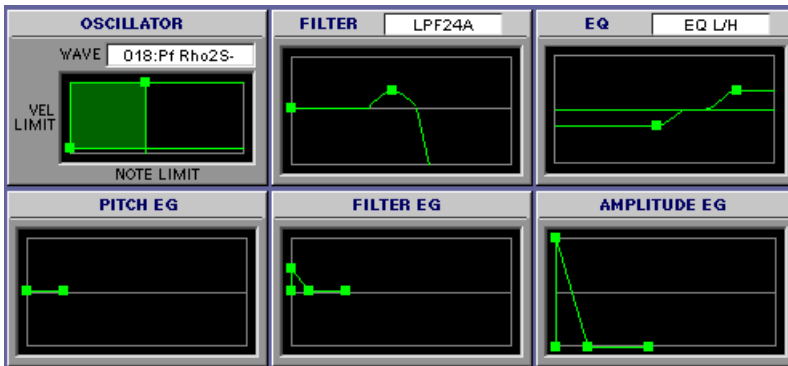 OSCILLATOR
WAVE 018:Pf Rho2S-
VEL
LIMIT
NOTE LIMIT
FILTER LPF24A
EQ EQ L/H
PITCH EG
FILTER EG
AMPLITUDE EG